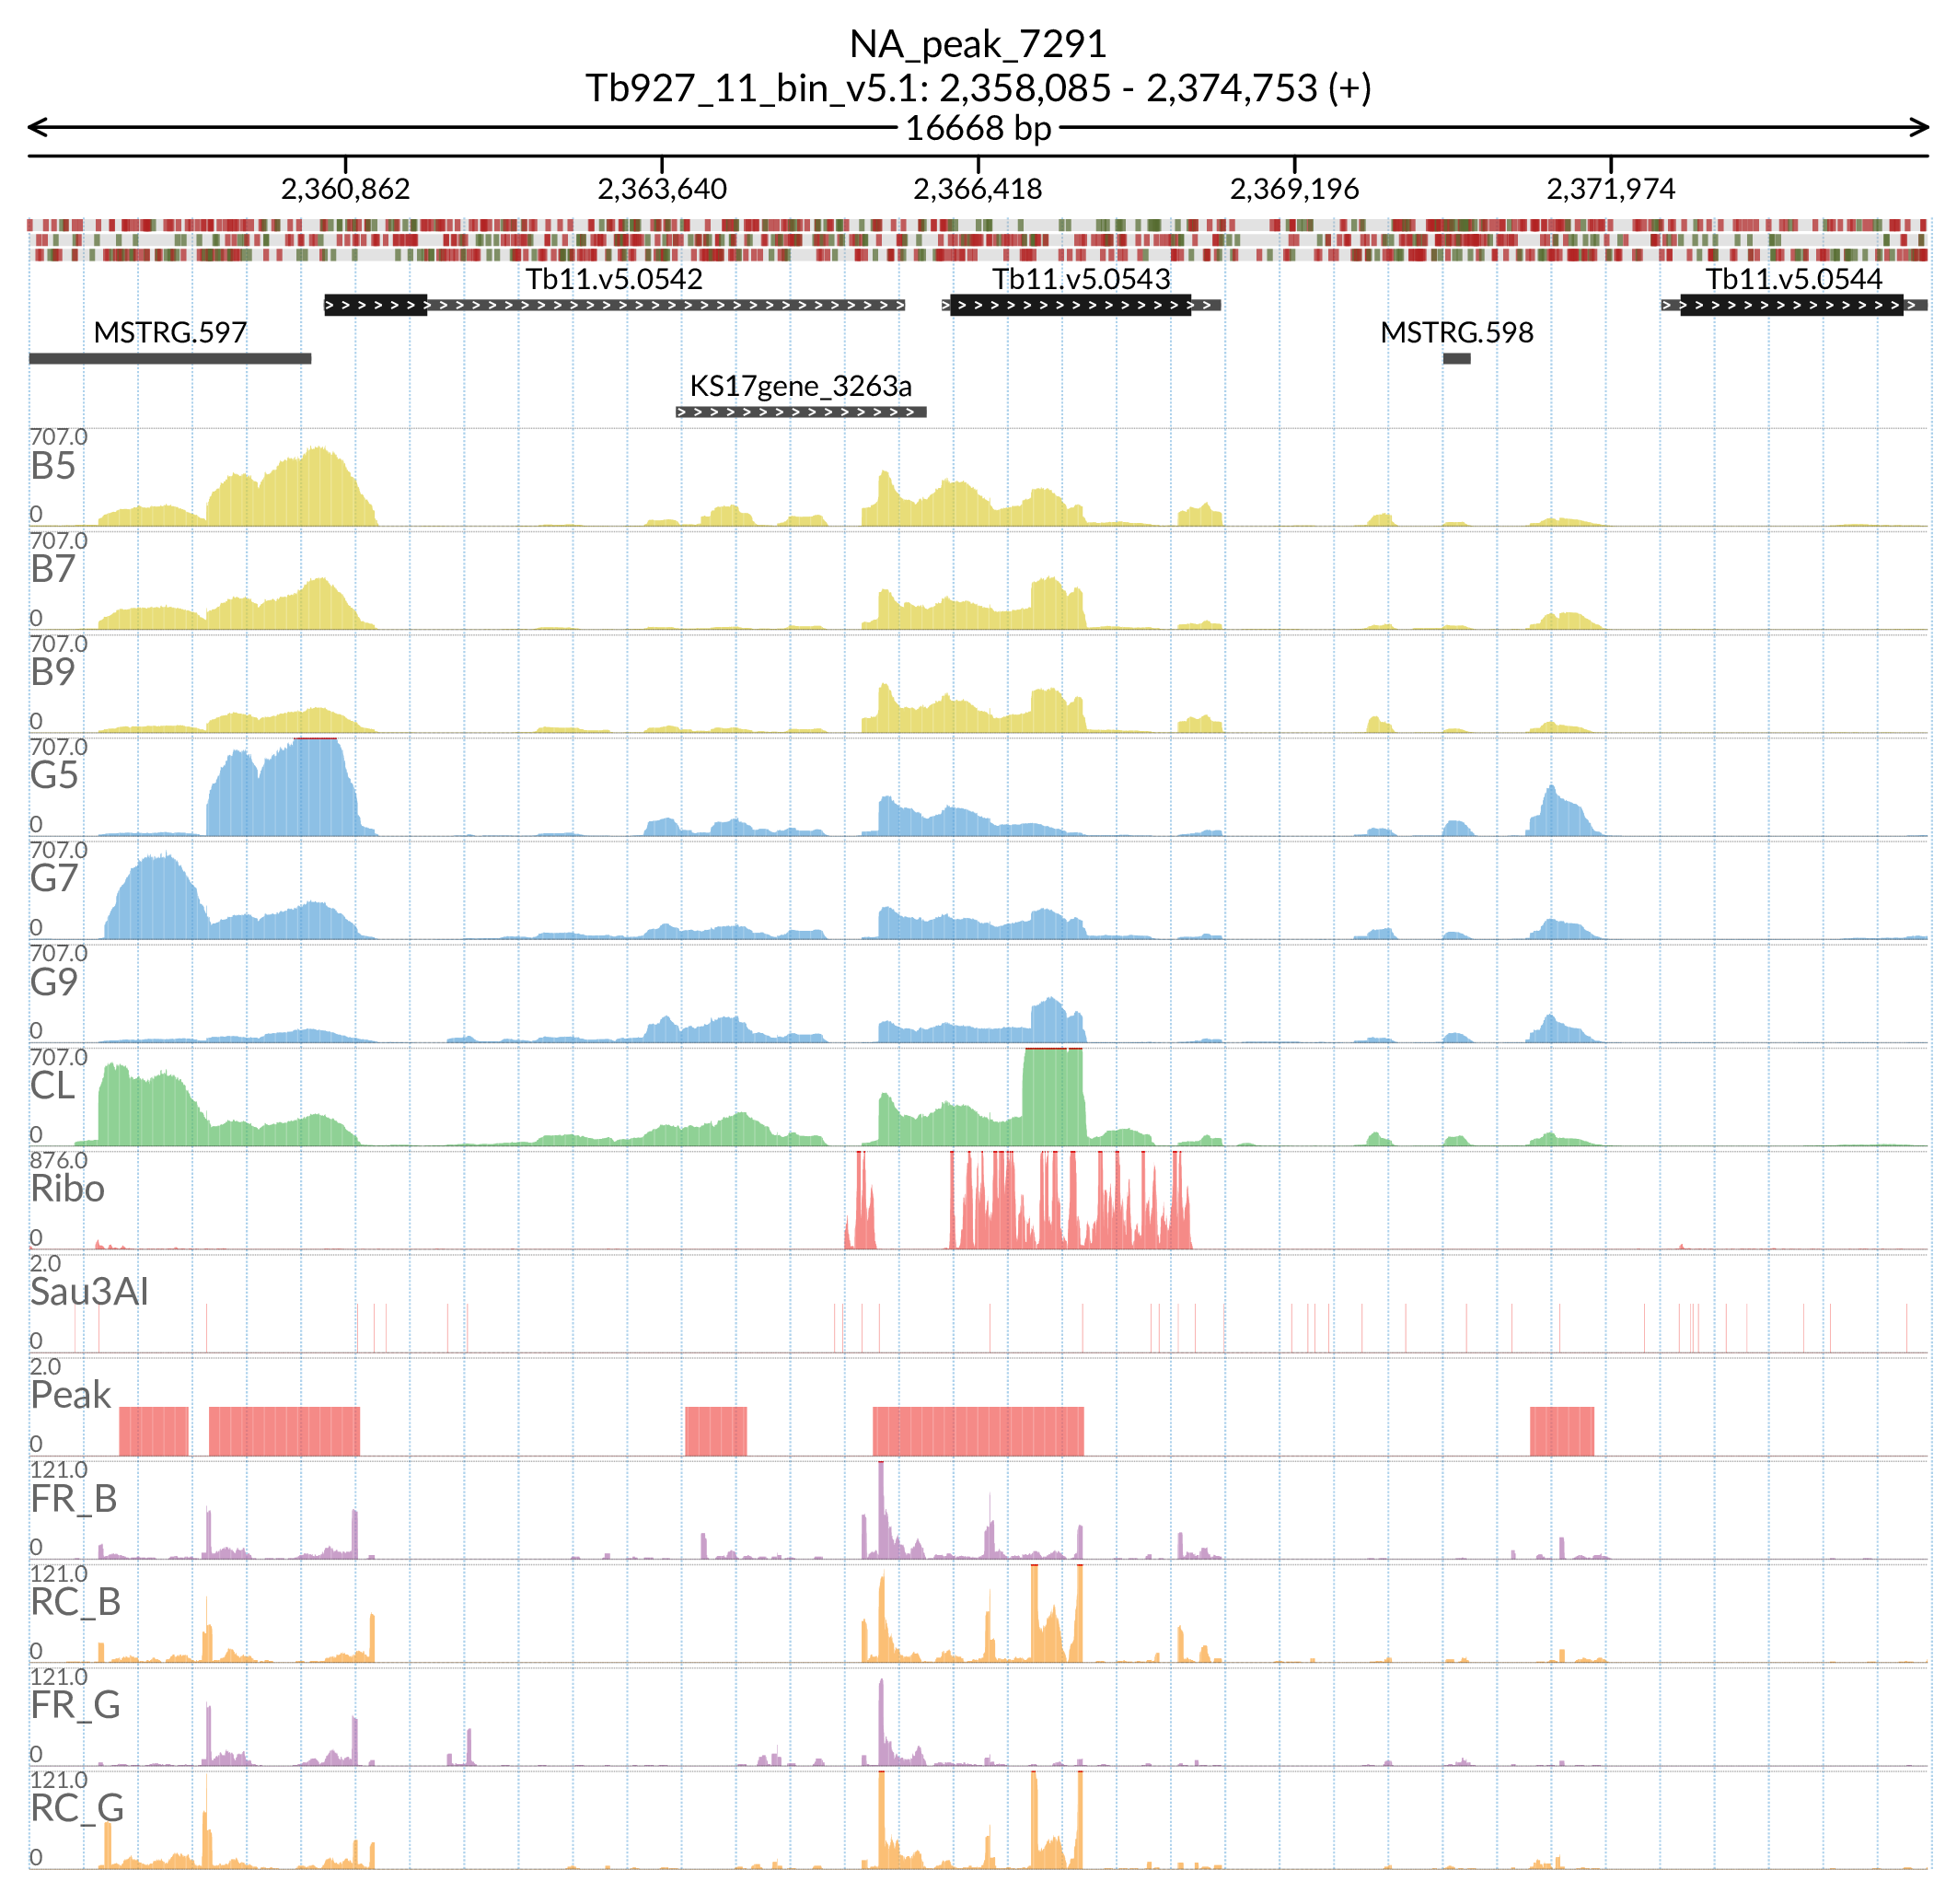 NA_peak_7291
Tb927_11_bin_v5.1: 2,358,085 - 2,374,753 (+)
16668 bp
2,360,862 2,363,640 2,366,418 2,369,196 2,371,974
Tb11.v5.0542 Tb11.v5.0543 Tb11.v5.0544
MSTRG.597 MSTRG.598
KS17gene_3263a
707.0
B5
0
707.0
B7
0
707.0
B9
0
707.0
G5
0
707.0
G7
0
707.0
G9
0
707.0
CL
0
876.0
Ribo
0
2.0
Sau3AI
0
2.0
Peak
0
121.0
FR_B
0
121.0
RC_B
0
121.0
FR_G
0
121.0
RC_G
0